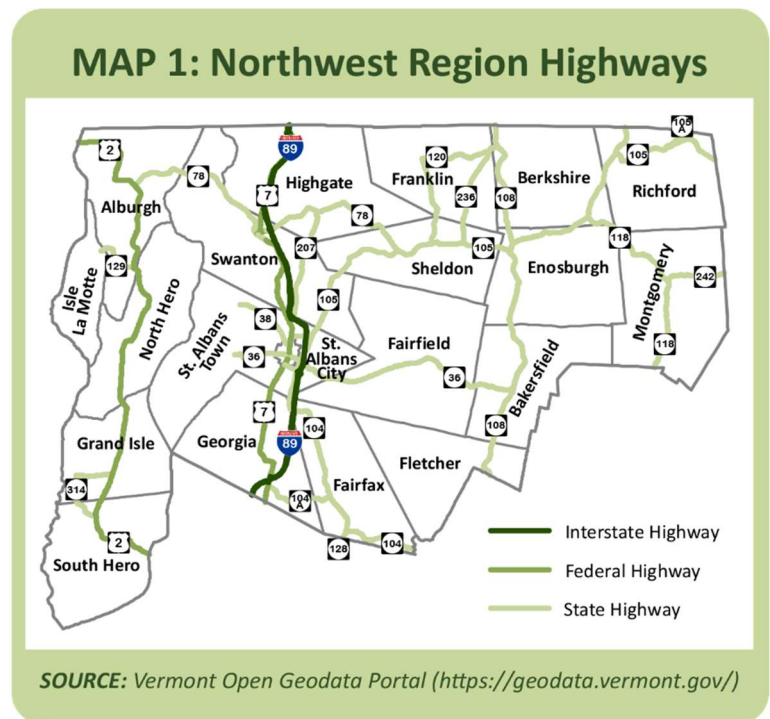 MAP 1: Northwest Region Highways
105
A
2
89
120
105
78
Highgate
Franklin
Berkshire
Richford
7
236
108
Alburgh
78
207
118
Swanton
105
Sheldon
Enosburgh
129
Isle
La Motte
North Hero
Montgomery
242
105
38
St. Albans
Town
St.
Albans
City
Fairfield
118
36
36
Bakersfield
7
108
104
Georgia
89
Grand Isle
Fletcher
Fairfax
314
104
A
2
128
104
South Hero
Interstate Highway
Federal Highway
State Highway
SOURCE: Vermont Open Geodata Portal (https://geodata.vermont.gov/)